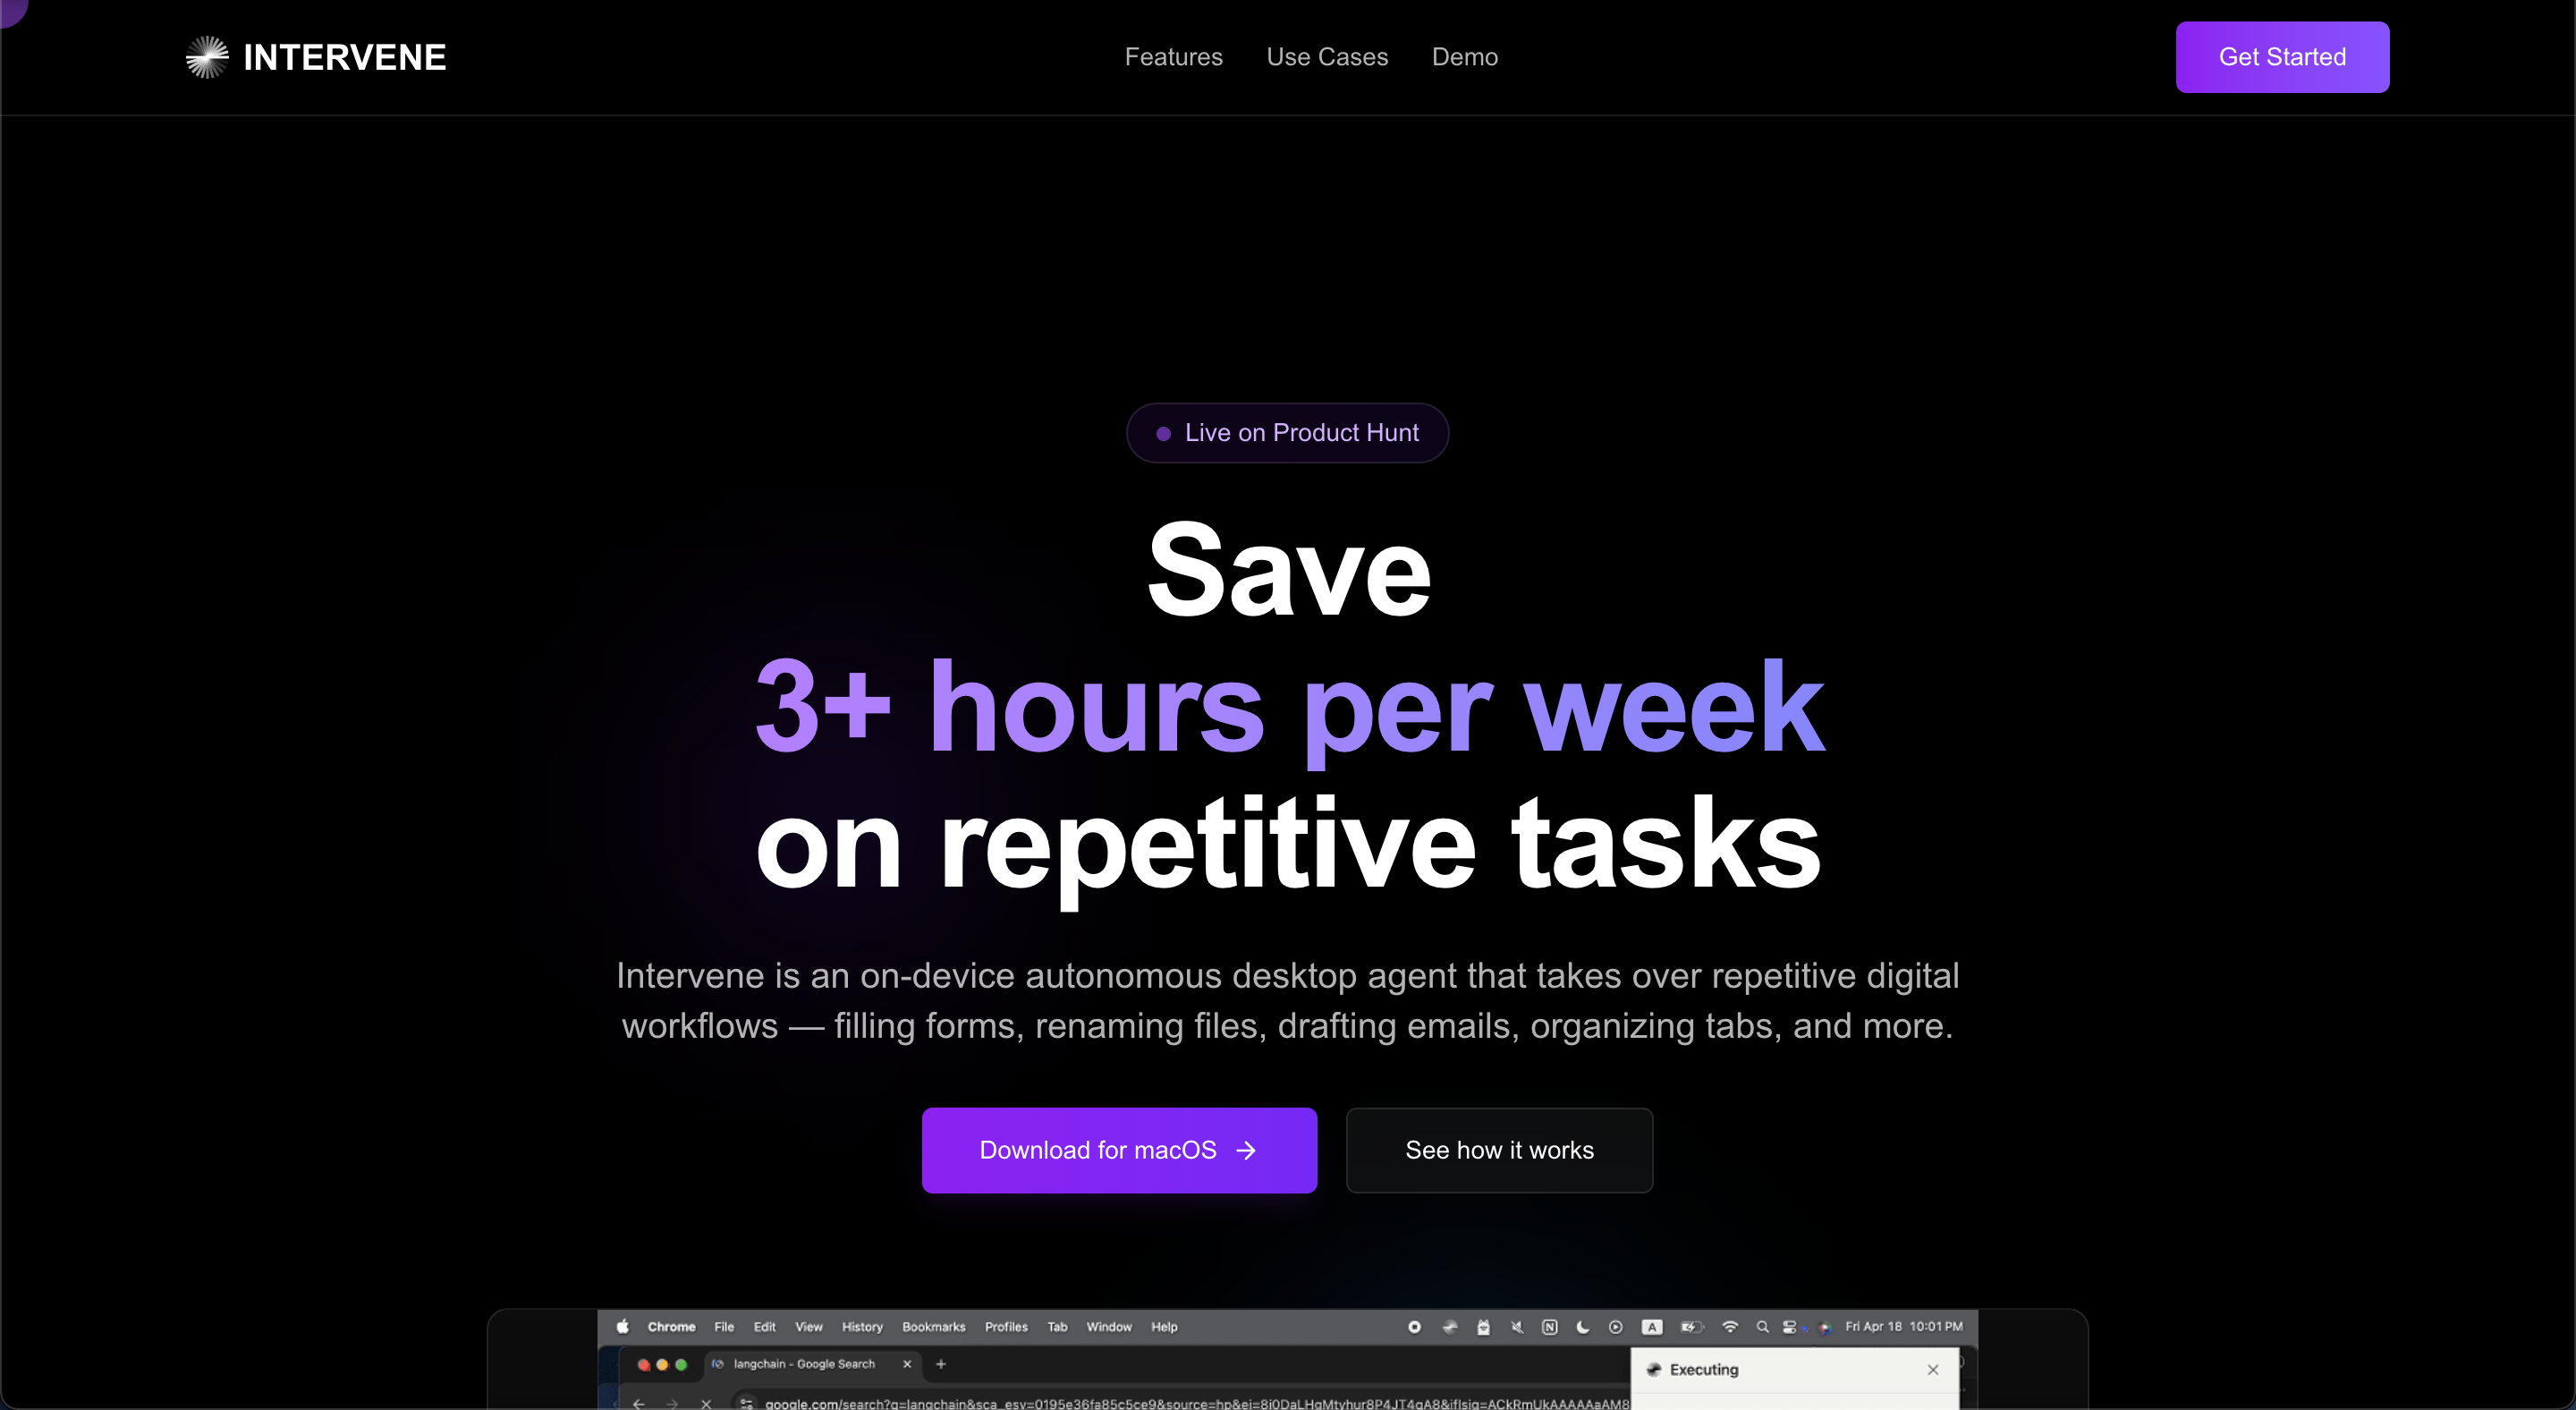 INTERVENE
Features
Use Cases
Demo
Get Started
Live on Product Hunt
Save
3+ hours per week
on repetitive tasks
Intervene is an on-device autonomous desktop agent that takes over repetitive digital
workflows — filling forms, renaming files, drafting emails, organizing tabs, and more.
Download for macOS →
See how it works
Chrome File Edit View History Bookmarks Profiles Tab Window Help
A
Fri Apr 18 10:01 PM
langchain - Google Search
Executing
google.com/search?q=langchain&sca_esv=0195e36fa85c5ce9&source=hp&ei=